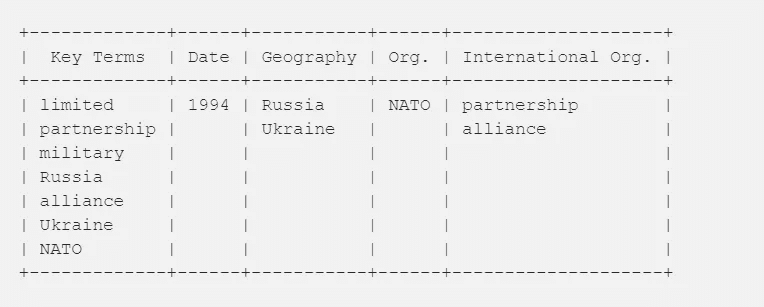 +-------------+------+-----------+------+--------------------+
|  Key Terms  | Date | Geography | Org. | International Org. |
+-------------+------+-----------+------+--------------------+
| limited     | 1994 | Russia    | NATO | partnership        |
| partnership |      | Ukraine   |      | alliance           |
| military    |      |           |      |                    |
| Russia      |      |           |      |                    |
| alliance    |      |           |      |                    |
| Ukraine     |      |           |      |                    |
| NATO        |      |           |      |                    |
+-------------+------+-----------+------+--------------------+